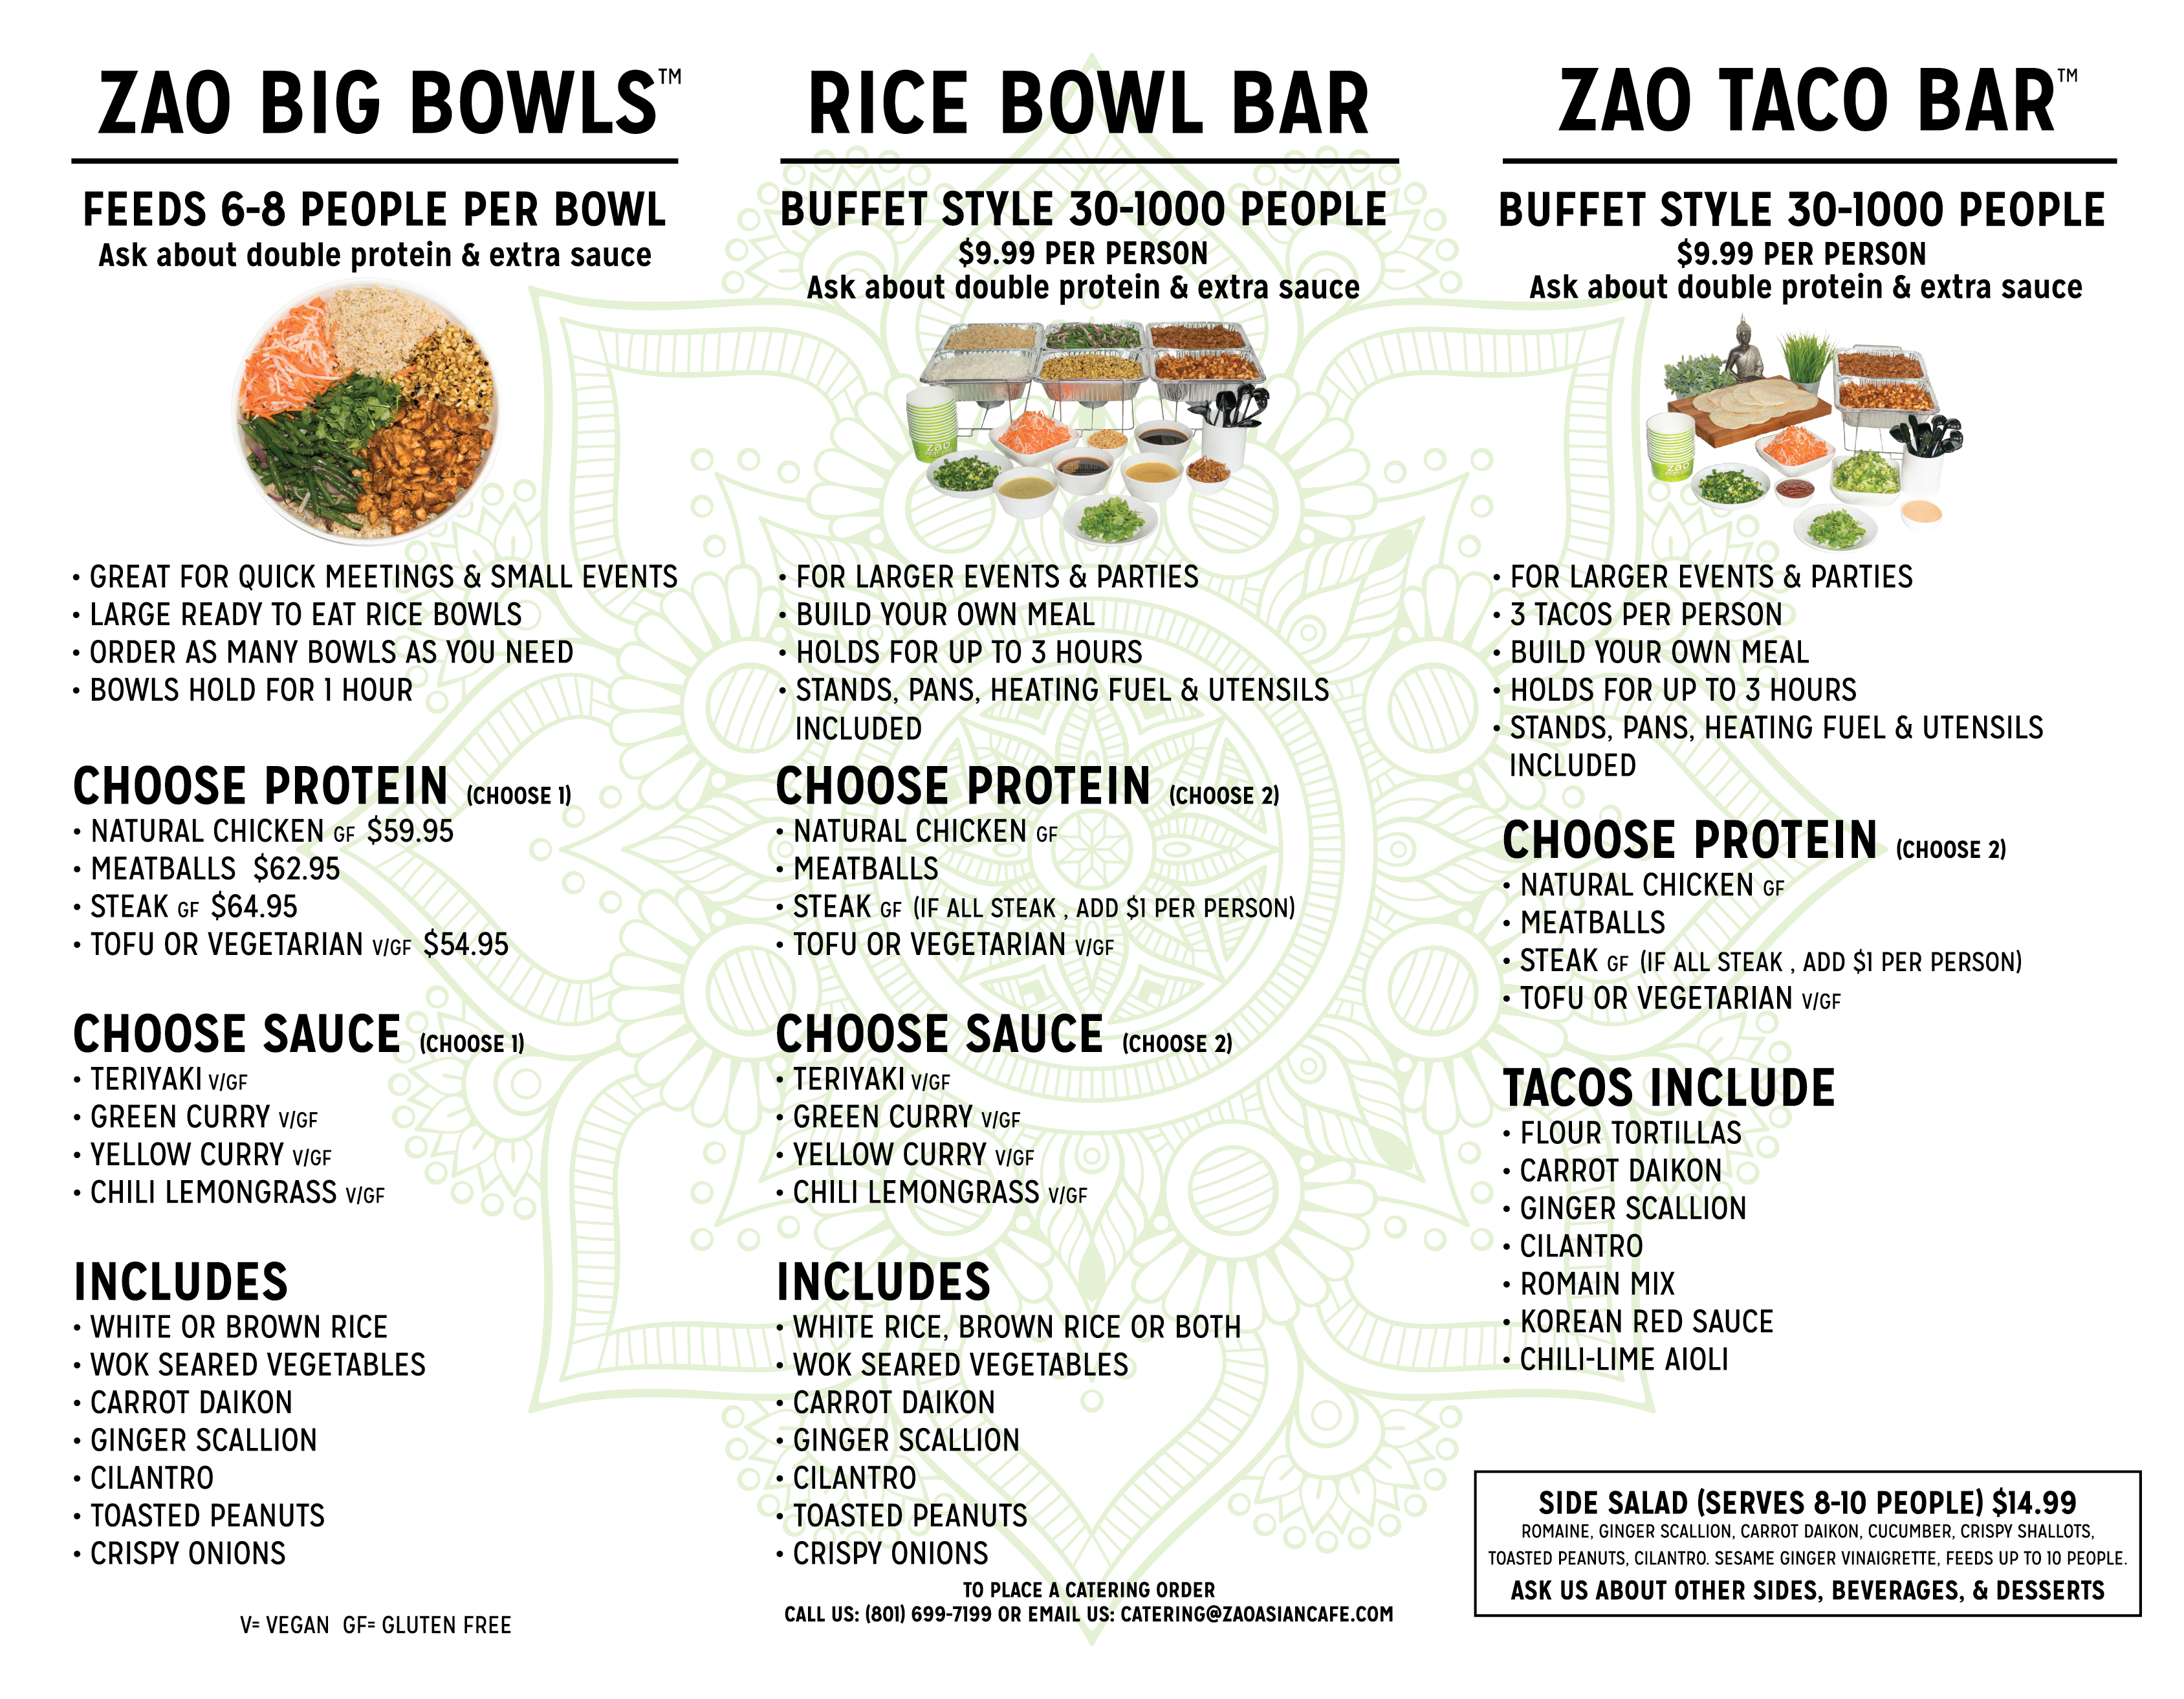 ZAO BIG BOWLS™
FEEDS 6-8 PEOPLE PER BOWL
Ask about double protein & extra sauce
• GREAT FOR QUICK MEETINGS & SMALL EVENTS
• LARGE READY TO EAT RICE BOWLS
• ORDER AS MANY BOWLS AS YOU NEED
• BOWLS HOLD FOR 1 HOUR
CHOOSE PROTEIN (CHOOSE 1)
• NATURAL CHICKEN GF $59.95
• MEATBALLS $62.95
• STEAK GF $64.95
• TOFU OR VEGETARIAN V/GF $54.95
CHOOSE SAUCE (CHOOSE 1)
• TERIYAKI V/GF
• GREEN CURRY V/GF
• YELLOW CURRY V/GF
• CHILI LEMONGRASS V/GF
INCLUDES
• WHITE OR BROWN RICE
• WOK SEARED VEGETABLES
• CARROT DAIKON
• GINGER SCALLION
• CILANTRO
• TOASTED PEANUTS
• CRISPY ONIONS
V= VEGAN GF= GLUTEN FREE
RICE BOWL BAR
BUFFET STYLE 30-1000 PEOPLE
$9.99 PER PERSON
Ask about double protein & extra sauce
zao
• FOR LARGER EVENTS & PARTIES
• BUILD YOUR OWN MEAL
• HOLDS FOR UP TO 3 HOURS
• STANDS, PANS, HEATING FUEL & UTENSILS
INCLUDED
CHOOSE PROTEIN (CHOOSE 2)
• NATURAL CHICKEN GF
• MEATBALLS
• STEAK GF (IF ALL STEAK , ADD $1 PER PERSON)
• TOFU OR VEGETARIAN V/GF
CHOOSE SAUCE (CHOOSE 2)
• TERIYAKI V/GF
• GREEN CURRY V/GF
• YELLOW CURRY V/GF
• CHILI LEMONGRASS V/GF
INCLUDES
• WHITE RICE, BROWN RICE OR BOTH
• WOK SEARED VEGETABLES
• CARROT DAIKON
• GINGER SCALLION
• CILANTRO
• TOASTED PEANUTS
• CRISPY ONIONS
TO PLACE A CATERING ORDER
CALL US: (801) 699-7199 OR EMAIL US: CATERING@ZAOASIANCAFE.COM
ZAO TACO BAR™
BUFFET STYLE 30-1000 PEOPLE
$9.99 PER PERSON
Ask about double protein & extra sauce
zao
• FOR LARGER EVENTS & PARTIES
• 3 TACOS PER PERSON
• BUILD YOUR OWN MEAL
• HOLDS FOR UP TO 3 HOURS
• STANDS, PANS, HEATING FUEL & UTENSILS
INCLUDED
CHOOSE PROTEIN (CHOOSE 2)
• NATURAL CHICKEN GF
• MEATBALLS
• STEAK GF (IF ALL STEAK , ADD $1 PER PERSON)
• TOFU OR VEGETARIAN V/GF
TACOS INCLUDE
• FLOUR TORTILLAS
• CARROT DAIKON
• GINGER SCALLION
• CILANTRO
• ROMAIN MIX
• KOREAN RED SAUCE
• CHILI-LIME AIOLI
SIDE SALAD (SERVES 8-10 PEOPLE) $14.99
ROMAINE, GINGER SCALLION, CARROT DAIKON, CUCUMBER, CRISPY SHALLOTS,
TOASTED PEANUTS, CILANTRO. SESAME GINGER VINAIGRETTE, FEEDS UP TO 10 PEOPLE.
ASK US ABOUT OTHER SIDES, BEVERAGES, & DESSERTS